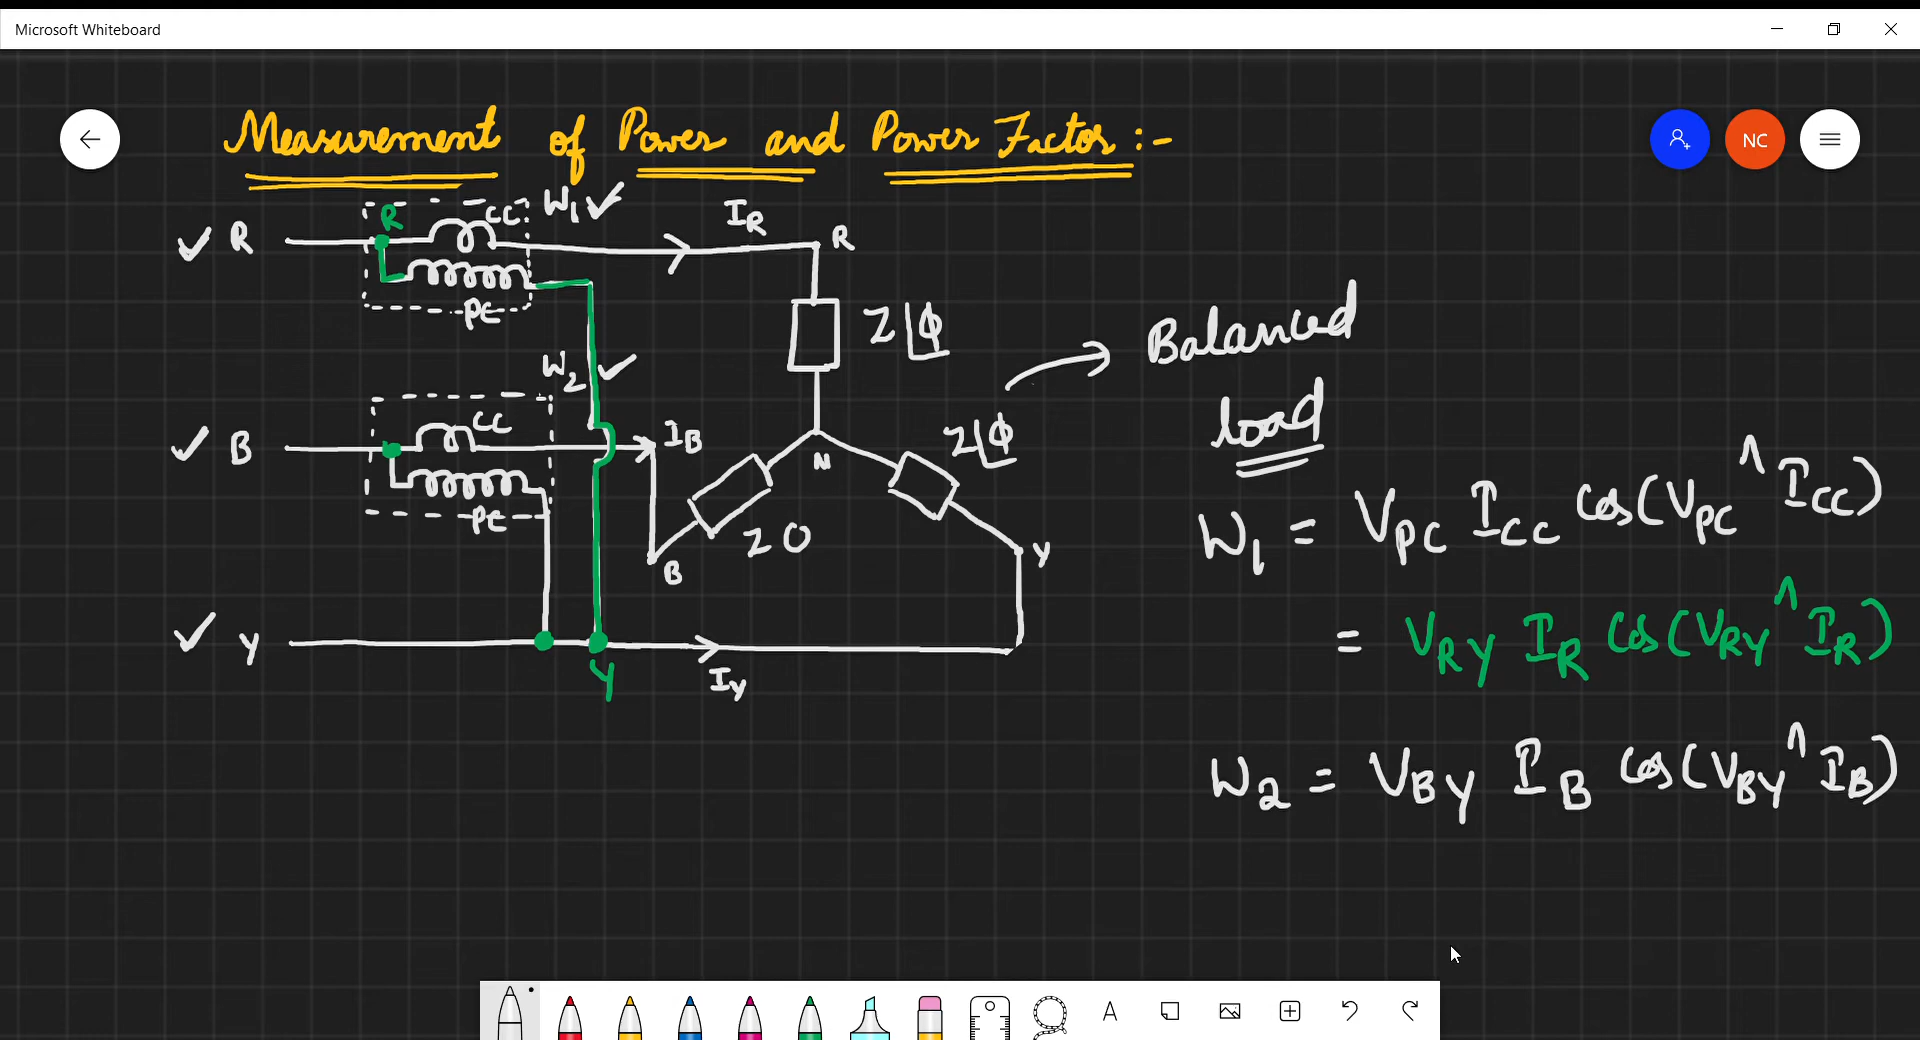 Microsoft Whiteboard
Measurement of Power and Power Factor :-
NC
W1 ✓
✓ R
R
CC
IR
R
PC
Z∠Φ
Balanced
load
W2 ✓
✓ B
CC
IB
N
Z∠Φ
PC
Z O
B
Y
W1 = VPC ICC Cos(VPC ^ ICC)
= VRY IR Cos(VRY ^ IR)
✓ Y
Y
IY
W2 = VBY IB Cos(VBY ^ IB)
A